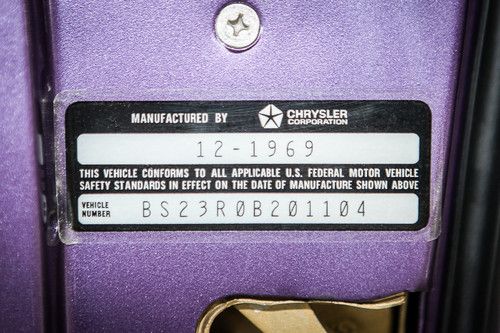 MANUFACTURED BY CHRYSLER CORPORATION
12-1969
THIS VEHICLE CONFORMS TO ALL APPLICABLE U.S. FEDERAL MOTOR VEHICLE
SAFETY STANDARDS IN EFFECT ON THE DATE OF MANUFACTURE SHOWN ABOVE
VEHICLE NUMBER BS23R0B201104